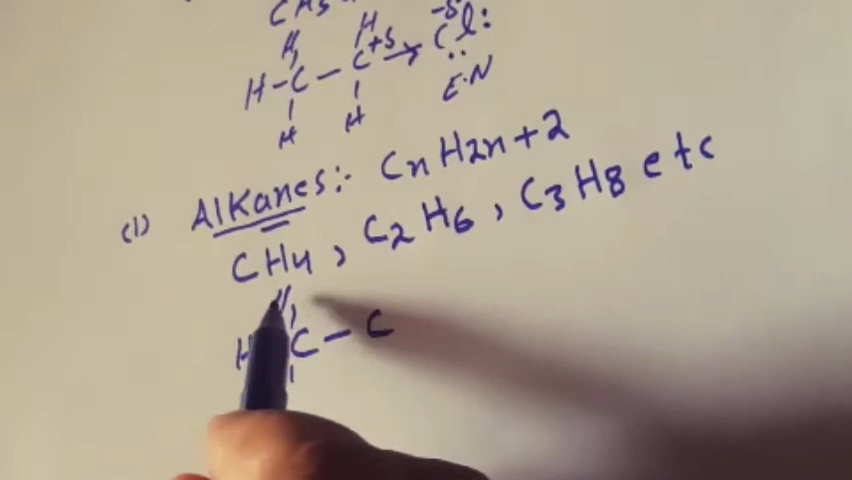 H H -δ
H-C-C+δ→Cl:
H H E.N
(1) Alkanes:- CnH2n+2
CH4, C2H6, C3H8 etc
H
H C-C